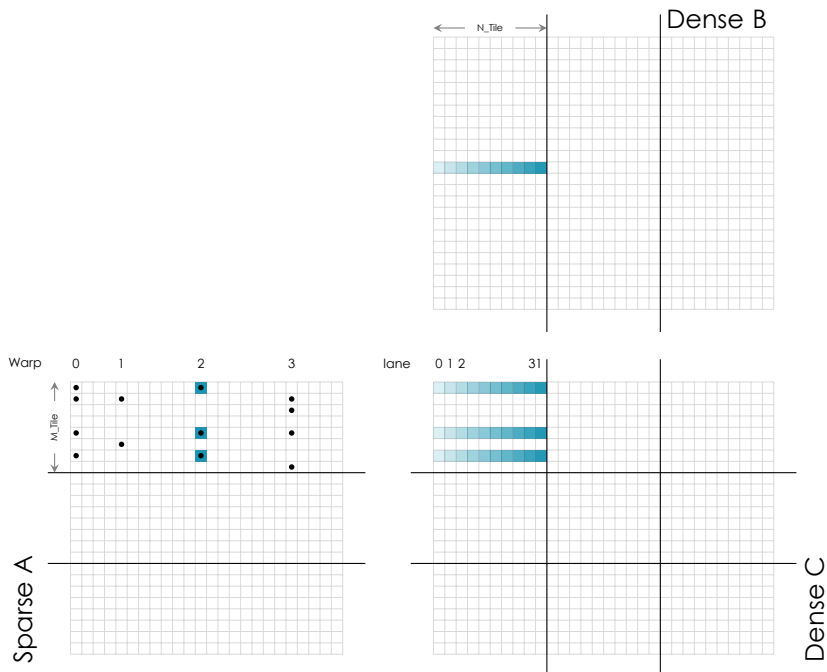 Dense B
N_Tile
Warp 0 1 2 3
lane 0 1 2 31
M_Tile
Sparse A
Dense C